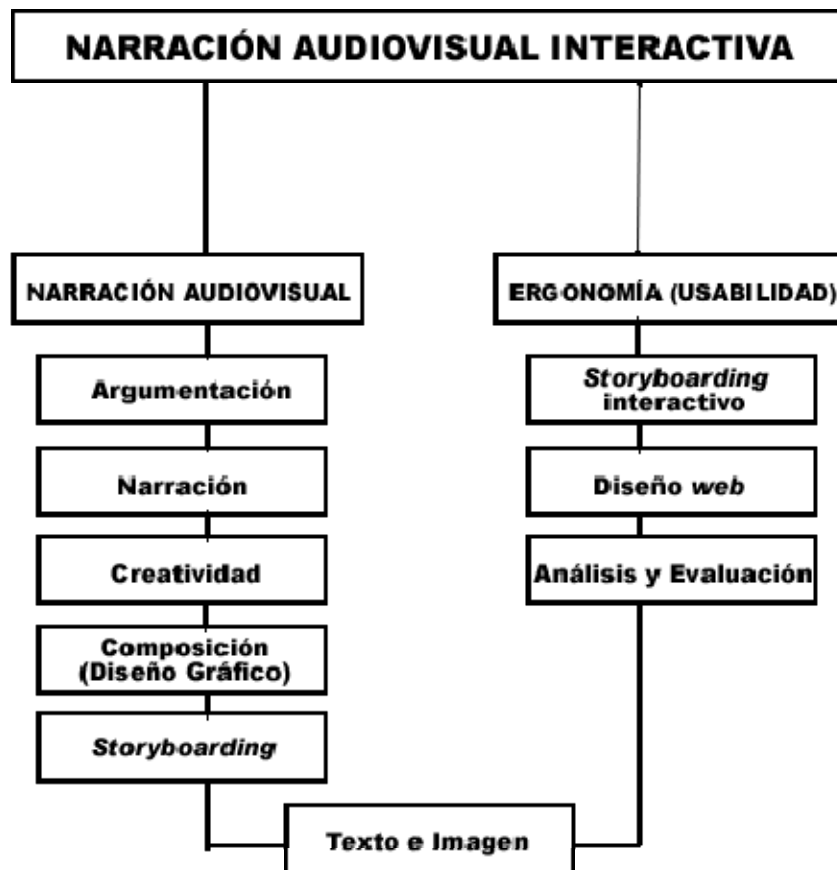 NARRACIÓN AUDIOVISUAL INTERACTIVA
NARRACIÓN AUDIOVISUAL
Argumentación
Narración
Creatividad
Composición
(Diseño Gráfico)
Storyboarding
ERGONOMÍA (USABILIDAD)
Storyboarding
interactivo
Diseño web
Análisis y Evaluación
Texto e Imagen